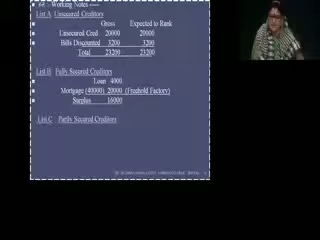 Working Notes ----
List A Unsecured Creditors
Gross Expected to Rank
Unsecured Cred 20000 20000
Bills Discounted 3200 3200
Total 23200 23200
List B Fully Secured Creditors
Loan 4000
Mortgage (40000) 20000 (Freehold Factory)
Surplus 16000
List C Partly Secured Creditors